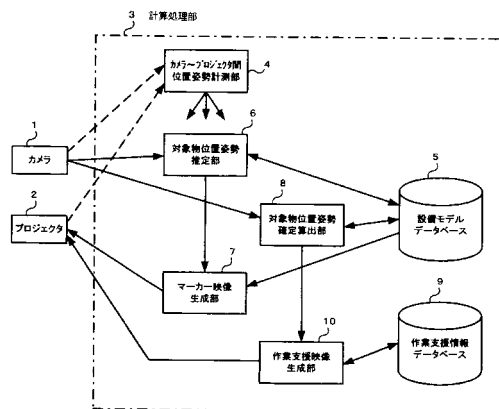 3 計算処理部
カメラ～プロジェクタ間
位置姿勢計測部
4
1
カメラ
6
対象物位置姿勢
推定部
2
プロジェクタ
8
対象物位置姿勢
確定算出部
5
設備モデル
データベース
7
マーカー映像
生成部
9
作業支援情報
データベース
10
作業支援映像
生成部